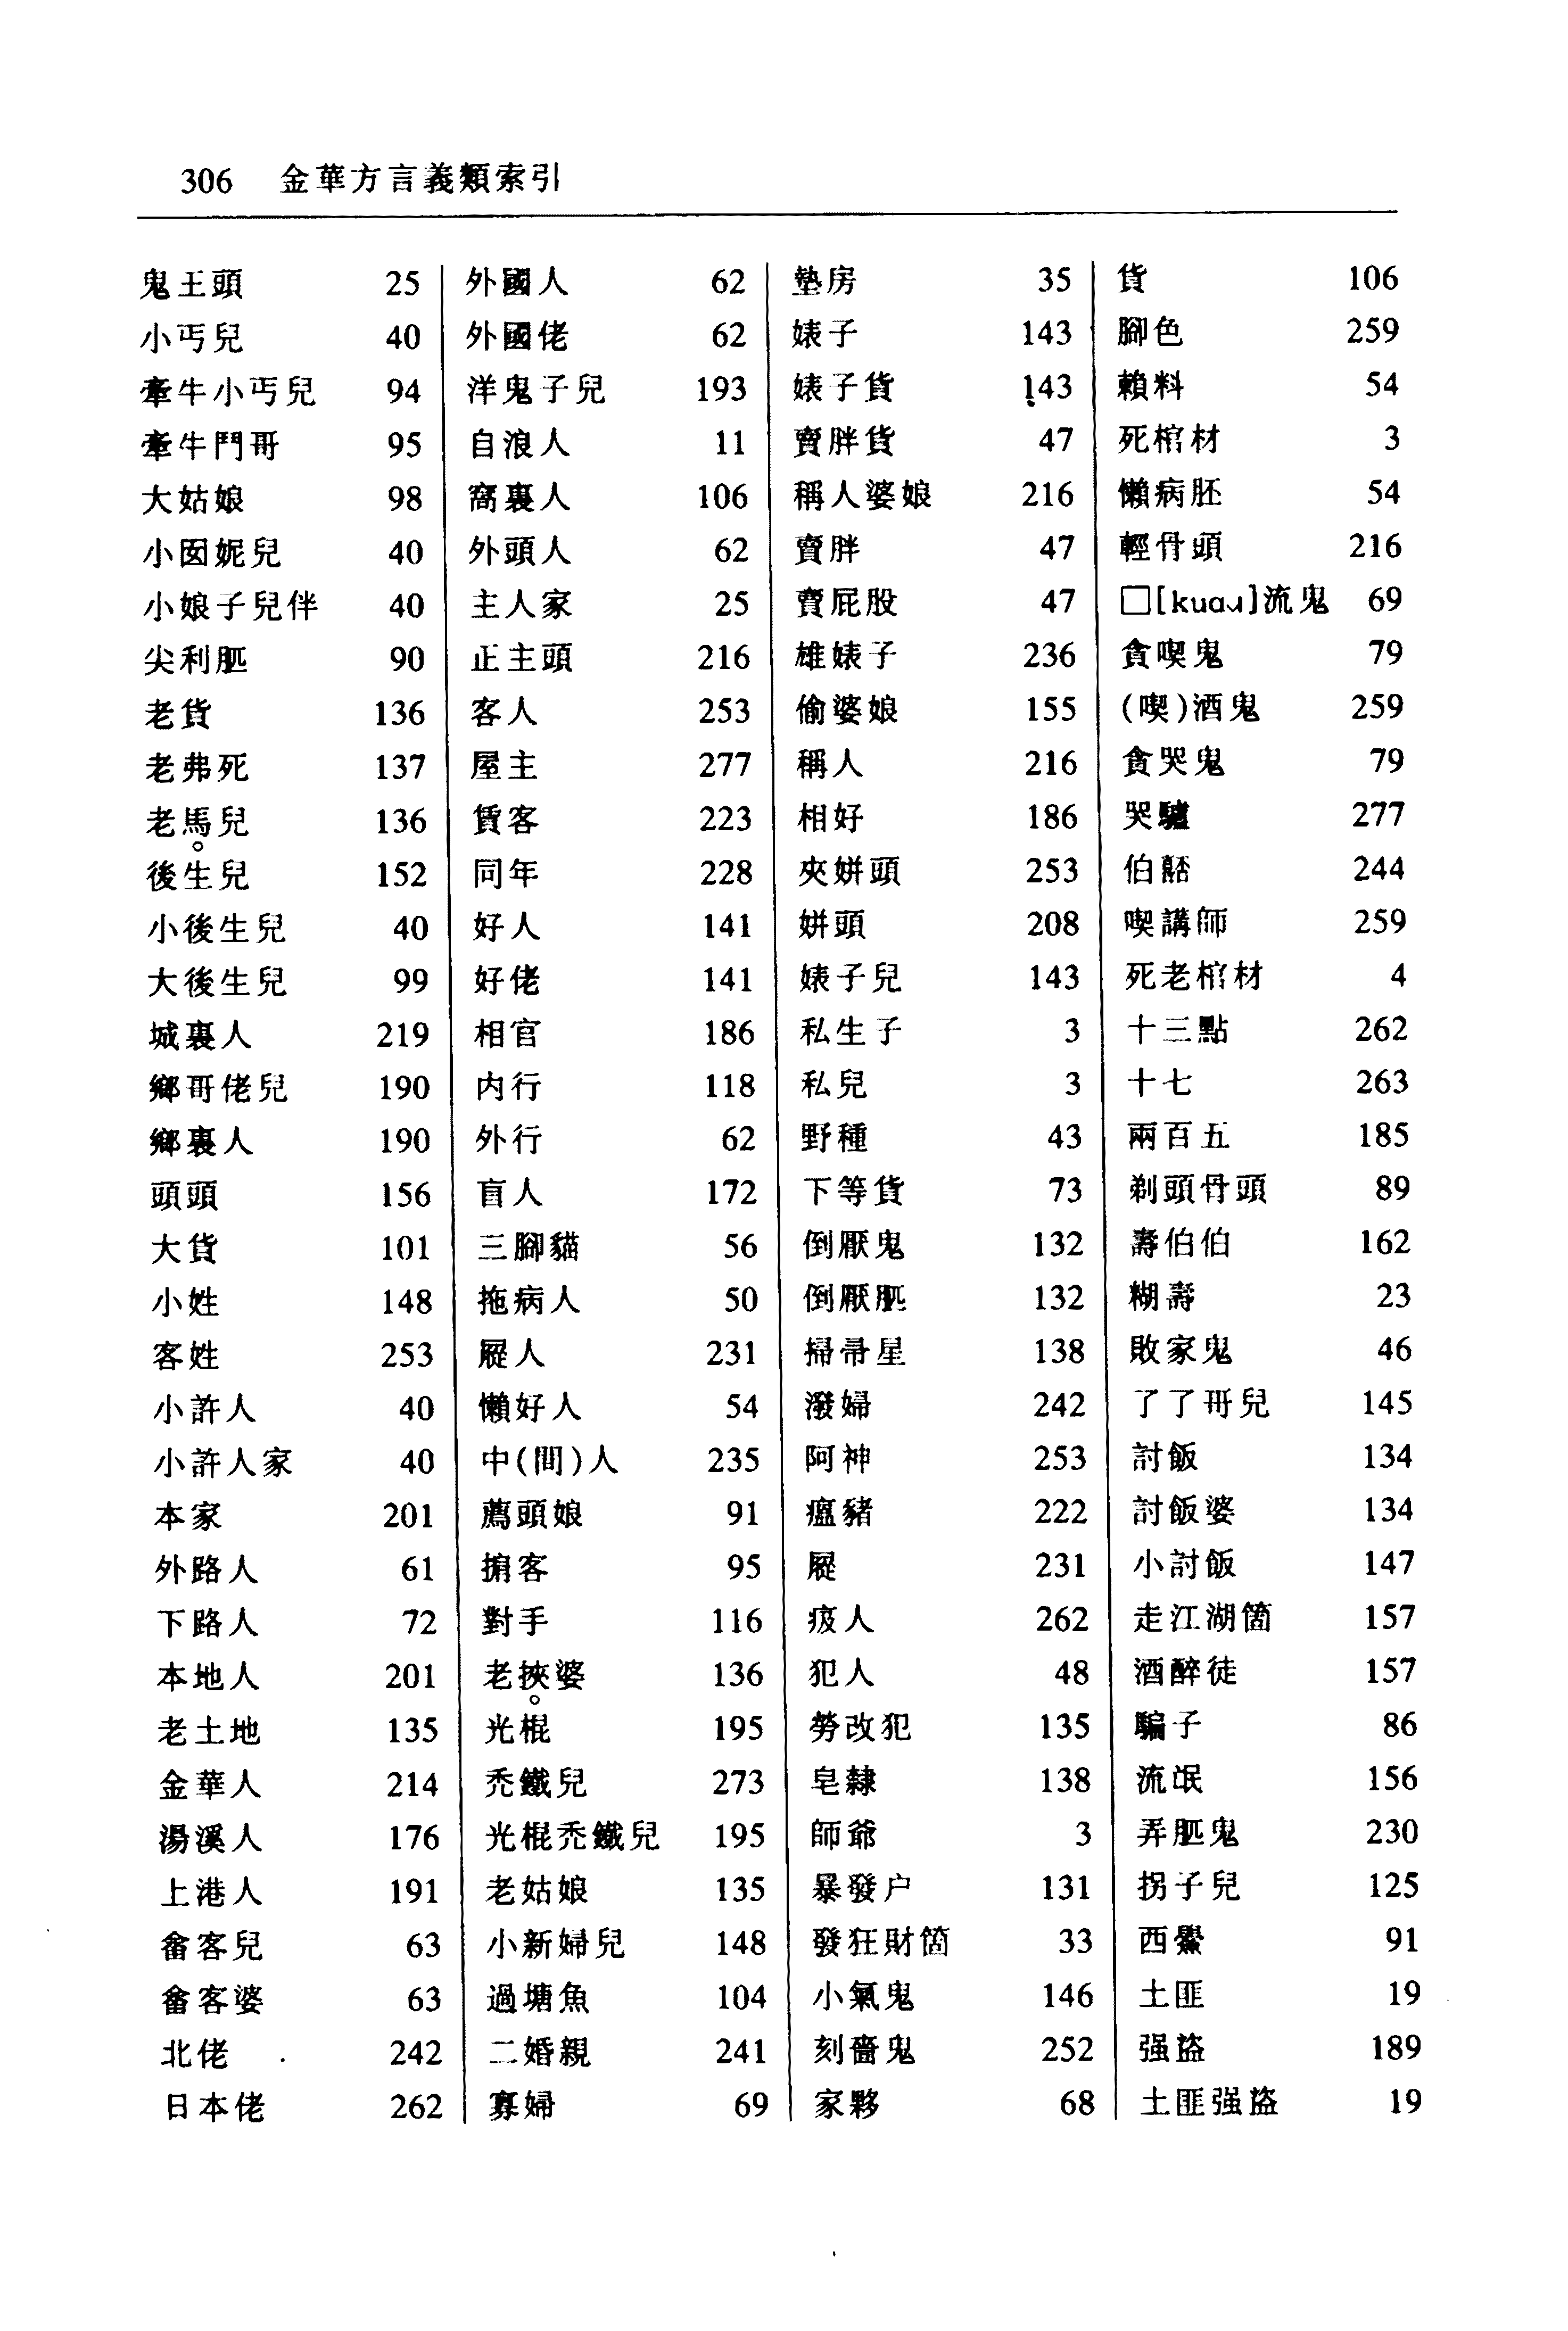 306 金華方言義類索引
鬼王頭 25
小丐兒 40
牽牛小丐兒 94
牽牛鬥哥 95
大姑娘 98
小囡妮兒 40
小娘子兒伴 40
尖利𣬠 90
老貨 136
老弗死 137
老馬兒 136
後生兒 152
小後生兒 40
大後生兒 99
城裏人 219
鄉哥佬兒 190
鄉裏人 190
頭頭 156
大貨 101
小姓 148
客姓 253
小許人 40
小許人家 40
本家 201
外路人 61
下路人 72
本地人 201
老土地 135
金華人 214
湯溪人 176
上港人 191
畬客兒 63
畬客婆 63
北佬 242
日本佬 262
外國人 62
外國佬 62
洋鬼子兒 193
自浪人 11
窩裏人 106
外頭人 62
主人家 25
正主頭 216
客人 253
屋主 277
賃客 223
同年 228
好人 141
好佬 141
相官 186
内行 118
外行 62
盲人 172
三腳貓 56
拖病人 50
人 231
懶好人 54
中(間)人 235
薦頭娘 91
掮客 95
對手 116
老挾婆 136
光棍 195
禿鐵兒 273
光棍禿鐵兒 195
老姑娘 135
小新婦兒 148
過塘魚 104
二婚親 241
寡婦 69
墊房 35
婊子 143
婊子貨 143
賣胖貨 47
稱人婆娘 216
賣胖 47
賣屁股 47
雄婊子 236
偷婆娘 155
稱人 216
相好 186
夾姘頭 253
姘頭 208
婊子兒 143
私生子 3
私兒 3
野種 43
下等貨 73
倒厭鬼 132
倒厭𣬠 132
掃帚星 138
潑婦 242
阿神 253
瘟豬 222
231
疲人 262
犯人 48
勞改犯 135
皂隸 138
師爺 3
暴發户 131
發狂財箇 33
小氣鬼 146
刻嗇鬼 252
家夥 68
貨 106
腳色 259
賴料 54
死棺材 3
懶病胚 54
輕骨頭 216
□[kuɑ]流鬼 69
貪喫鬼 79
(喫)酒鬼 259
貪哭鬼 79
哭驢 277
伯 244
喫講師 259
死老棺材 4
十三點 262
十七 263
兩百五 185
剃頭骨頭 89
壽伯伯 162
糊壽 23
敗家鬼 46
了了哥兒 145
討飯 134
討飯婆 134
小討飯 147
走江湖箇 157
酒醉徒 157
騙子 86
流氓 156
弄𣬠鬼 230
拐子兒 125
西 91
土匪 19
强盜 189
土匪强盜 19